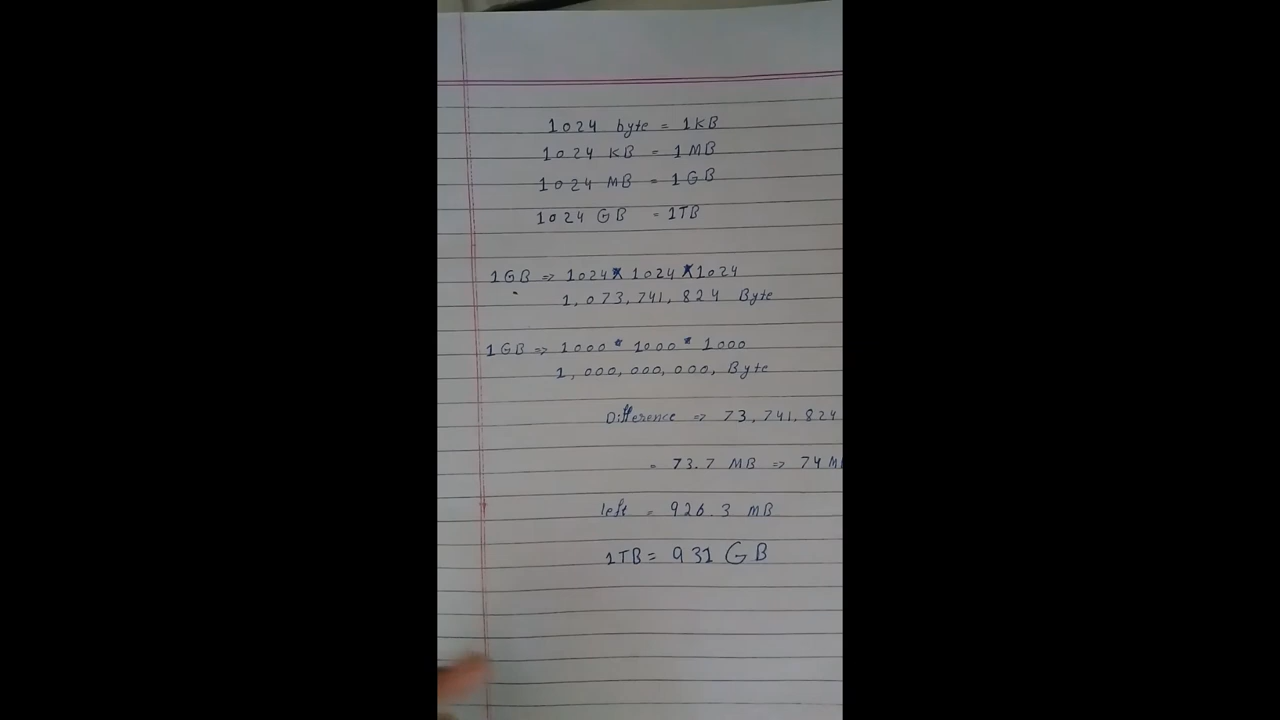 1024 byte = 1KB
1024 KB = 1MB
1024 MB = 1GB
1024 GB = 1TB
1GB => 1024*1024*1024
1,073,741,824 Byte
1GB => 1000*1000*1000
1,000,000,000, Byte
Difference => 73,741,824
= 73.7 MB => 74 M
left = 926.3 MB
1TB = 931 GB